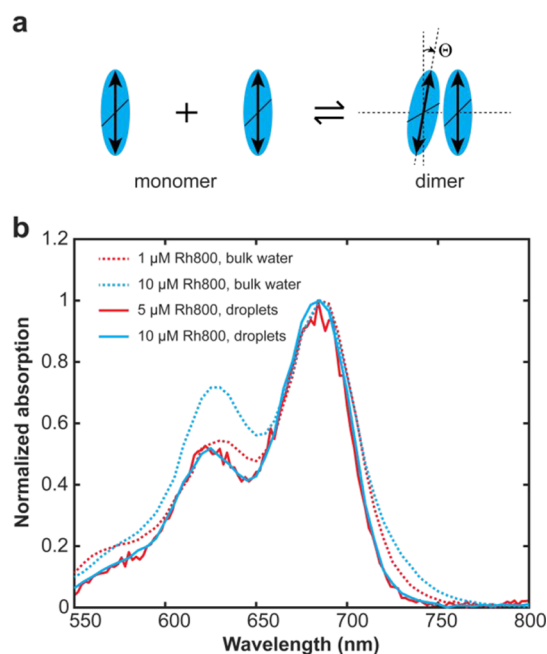 a
Θ
+
⇌
monomer
dimer
b
1.2
1
0.8
0.6
0.4
0.2
0
Normalized absorption
1 µM Rh800, bulk water
10 µM Rh800, bulk water
5 µM Rh800, droplets
10 µM Rh800, droplets
550 600 650 700 750 800
Wavelength (nm)